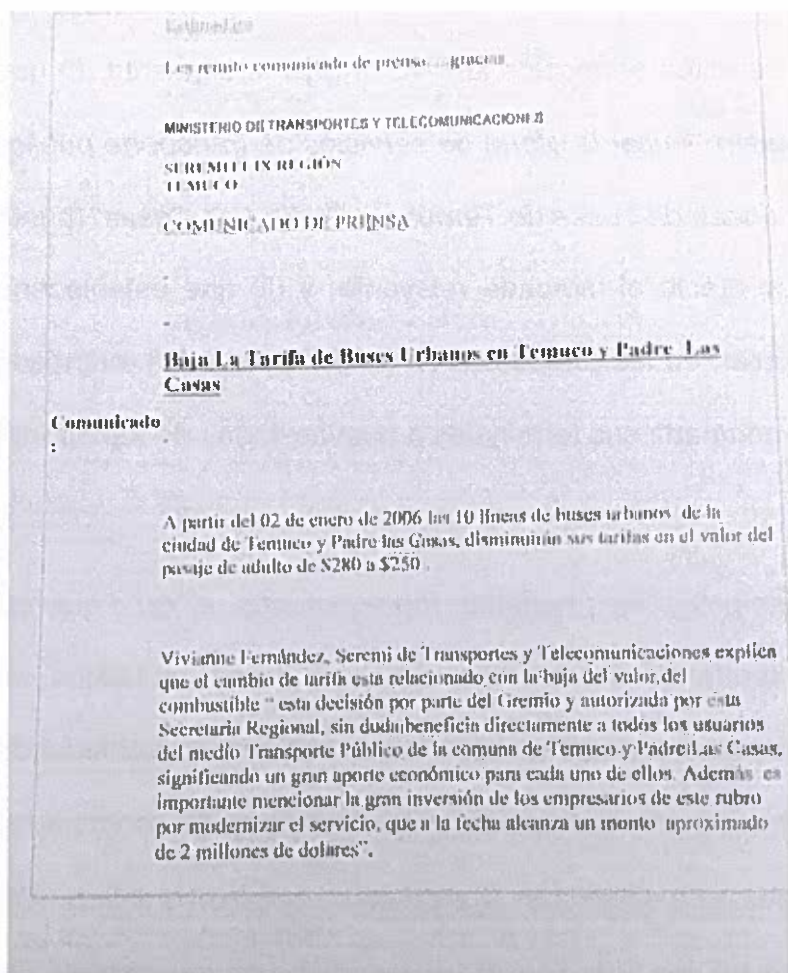 Estimados
Les remito comunicado de prensa gracias
MINISTERIO DE TRANSPORTES Y TELECOMUNICACIONES
SEREMITT IX REGIÓN
TEMUCO
COMUNICADO DE PRENSA
-
-
Baja La Tarifa de Buses Urbanos en Temuco y Padre Las
Casas
Comunicado
:
A partir del 02 de enero de 2006 las 10 líneas de buses urbanos de la
ciudad de Temuco y Padre las Casas, disminuirán sus tarifas en el valor del
pasaje de adulto de $280 a $250 .
Vivianne Fernández, Seremi de Transportes y Telecomunicaciones explica
que el cambio de tarifa esta relacionado con la baja del valor del
combustible " esta decisión por parte del Gremio y autorizada por esta
Secretaria Regional, sin duda beneficia directamente a todos los usuarios
del medio Transporte Público de la comuna de Temuco y Padre Las Casas,
significando un gran aporte económico para cada uno de ellos. Además es
importante mencionar la gran inversión de los empresarios de este rubro
por modernizar el servicio, que a la fecha alcanza un monto aproximado
de 2 millones de dolares".